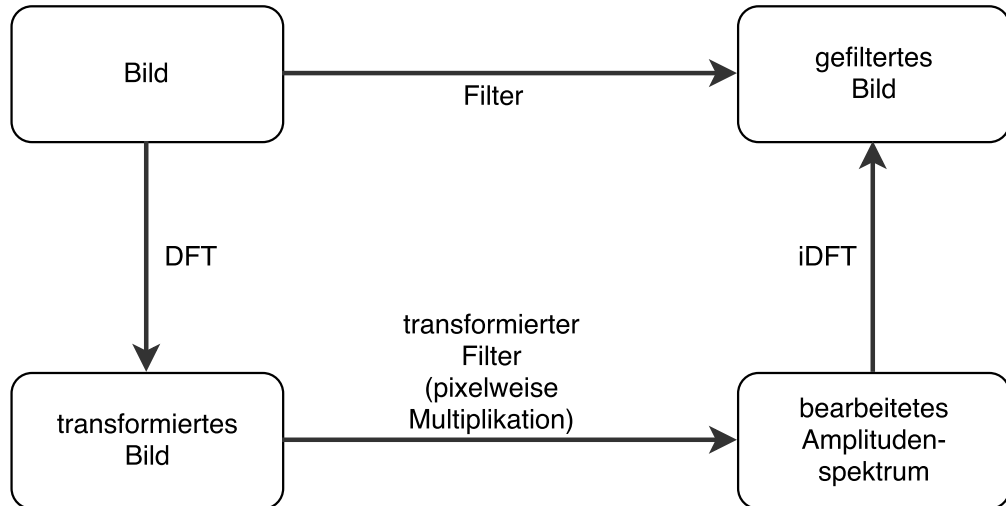 Bild
Filter
gefiltertes
Bild
DFT
iDFT
transformierter
Filter
(pixelweise
Multiplikation)
transformiertes
Bild
bearbeitetes
Amplituden-
spektrum